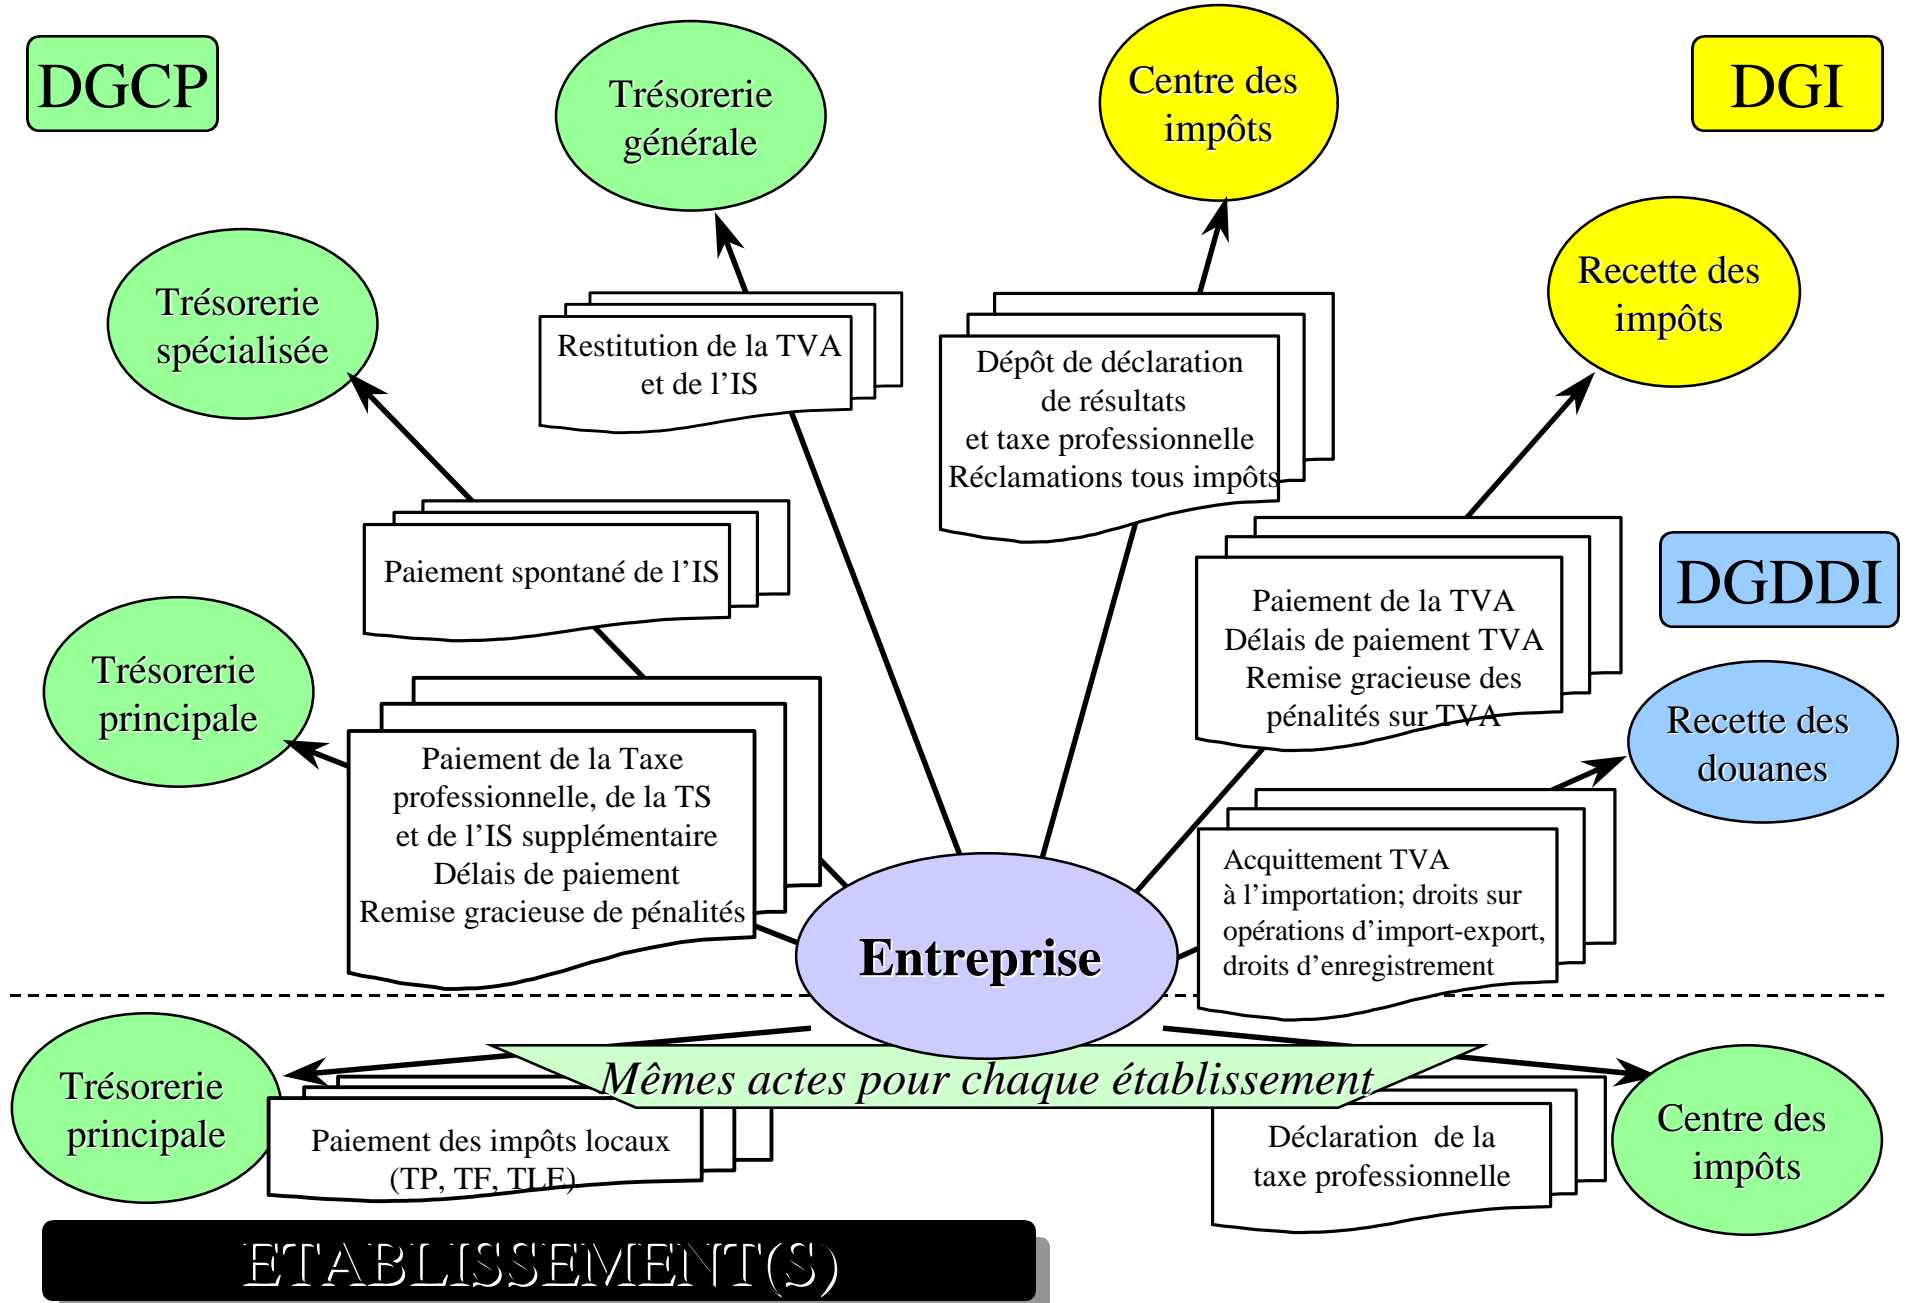 DGCP
Trésorerie
générale
Centre des
impôts
DGI
Trésorerie
spécialisée
Recette des
impôts
Restitution de la TVA
et de l’IS
Dépôt de déclaration
de résultats
et taxe professionnelle
Réclamations tous impôts
Paiement spontané de l’IS
DGDDI
Paiement de la TVA
Délais de paiement TVA
Remise gracieuse des
pénalités sur TVA
Trésorerie
principale
Recette des
douanes
Paiement de la Taxe
professionnelle, de la TS
et de l’IS supplémentaire
Délais de paiement
Remise gracieuse de pénalités
Entreprise
Acquittement TVA
à l’importation; droits sur
opérations d’import-export,
droits d’enregistrement
Mêmes actes pour chaque établissement
Trésorerie
principale
Paiement des impôts locaux
(TP, TF, TLE)
Déclaration de la
taxe professionnelle
Centre des
impôts
ETABLISSEMENT(S)